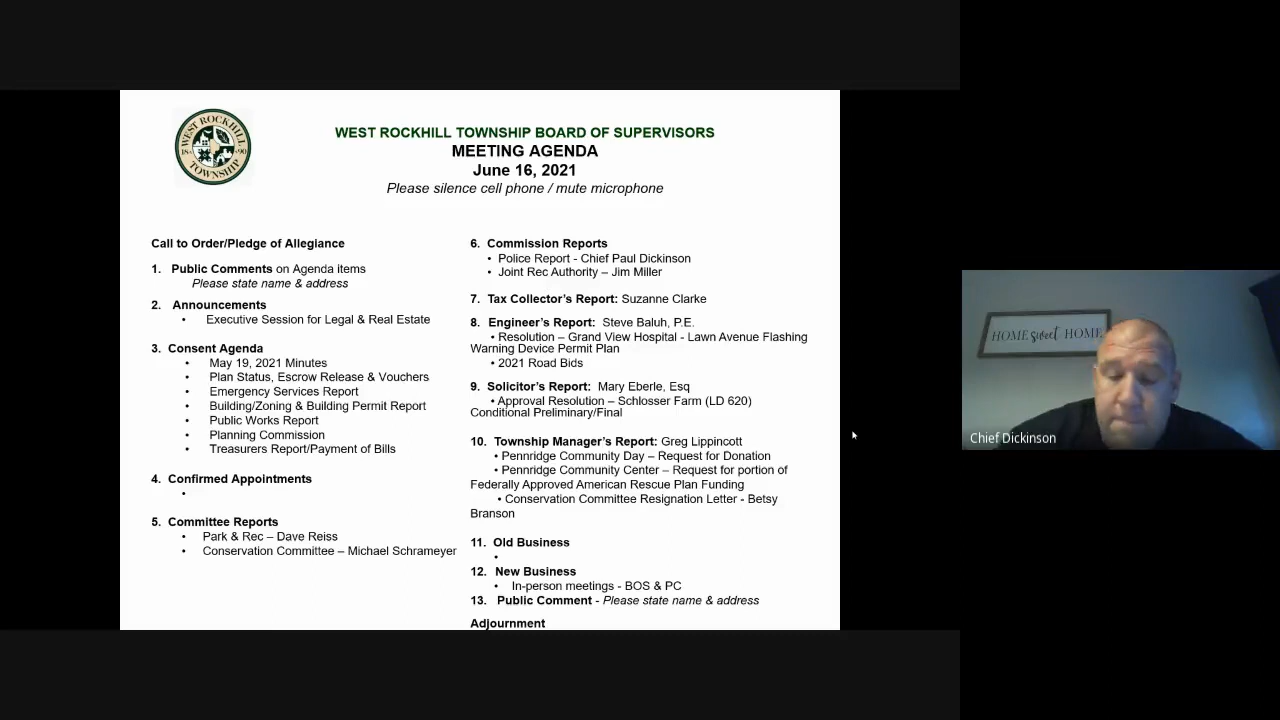 WEST ROCKHILL
18 90
TOWNSHIP
WEST ROCKHILL TOWNSHIP BOARD OF SUPERVISORS
MEETING AGENDA
June 16, 2021
Please silence cell phone / mute microphone
Call to Order/Pledge of Allegiance
1. Public Comments on Agenda items
Please state name & address
2. Announcements
• Executive Session for Legal & Real Estate
3. Consent Agenda
• May 19, 2021 Minutes
• Plan Status, Escrow Release & Vouchers
• Emergency Services Report
• Building/Zoning & Building Permit Report
• Public Works Report
• Planning Commission
• Treasurers Report/Payment of Bills
4. Confirmed Appointments
•
5. Committee Reports
• Park & Rec – Dave Reiss
• Conservation Committee – Michael Schrameyer
6. Commission Reports
• Police Report - Chief Paul Dickinson
• Joint Rec Authority – Jim Miller
7. Tax Collector's Report: Suzanne Clarke
8. Engineer's Report: Steve Baluh, P.E.
• Resolution – Grand View Hospital - Lawn Avenue Flashing
Warning Device Permit Plan
• 2021 Road Bids
9. Solicitor's Report: Mary Eberle, Esq
• Approval Resolution – Schlosser Farm (LD 620)
Conditional Preliminary/Final
10. Township Manager's Report: Greg Lippincott
• Pennridge Community Day – Request for Donation
• Pennridge Community Center – Request for portion of
Federally Approved American Rescue Plan Funding
• Conservation Committee Resignation Letter - Betsy
Branson
11. Old Business
•
12. New Business
• In-person meetings - BOS & PC
13. Public Comment - Please state name & address
Adjournment
HOME sweet HOME
Chief Dickinson